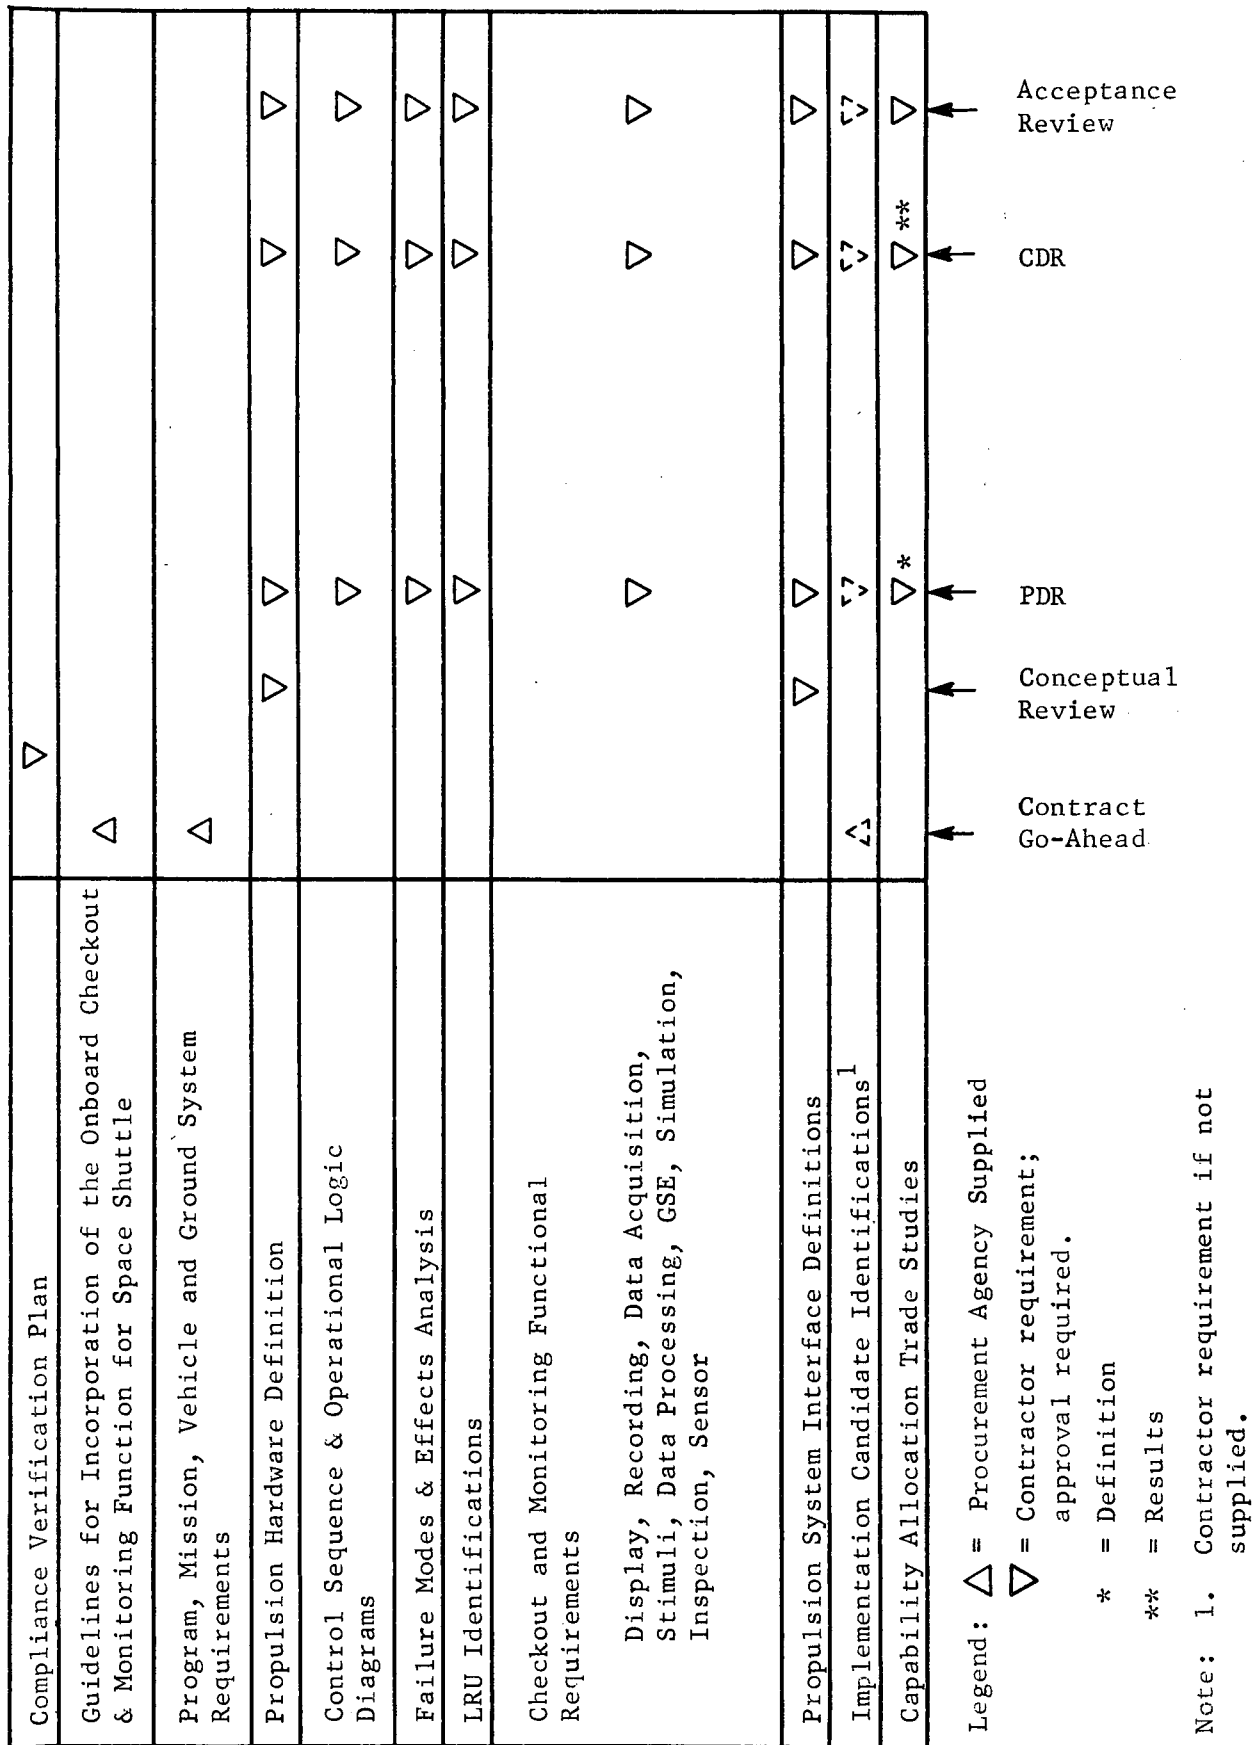 Compliance Verification Plan
Guidelines for Incorporation of the Onboard Checkout
& Monitoring Function for Space Shuttle
Program, Mission, Vehicle and Ground System
Requirements
Propulsion Hardware Definition
Control Sequence & Operational Logic
Diagrams
Failure Modes & Effects Analysis
LRU Identifications
Checkout and Monitoring Functional
Requirements
Display, Recording, Data Acquisition,
Stimuli, Data Processing, GSE, Simulation,
Inspection, Sensor
Propulsion System Interface Definitions
Implementation Candidate Identifications1
Capability Allocation Trade Studies
*
**
Contract
Go-Ahead
Conceptual
Review
PDR
CDR
Acceptance
Review
Legend: △ = Procurement Agency Supplied
▽ = Contractor requirement;
approval required.
* = Definition
** = Results
Note: 1. Contractor requirement if not
supplied.